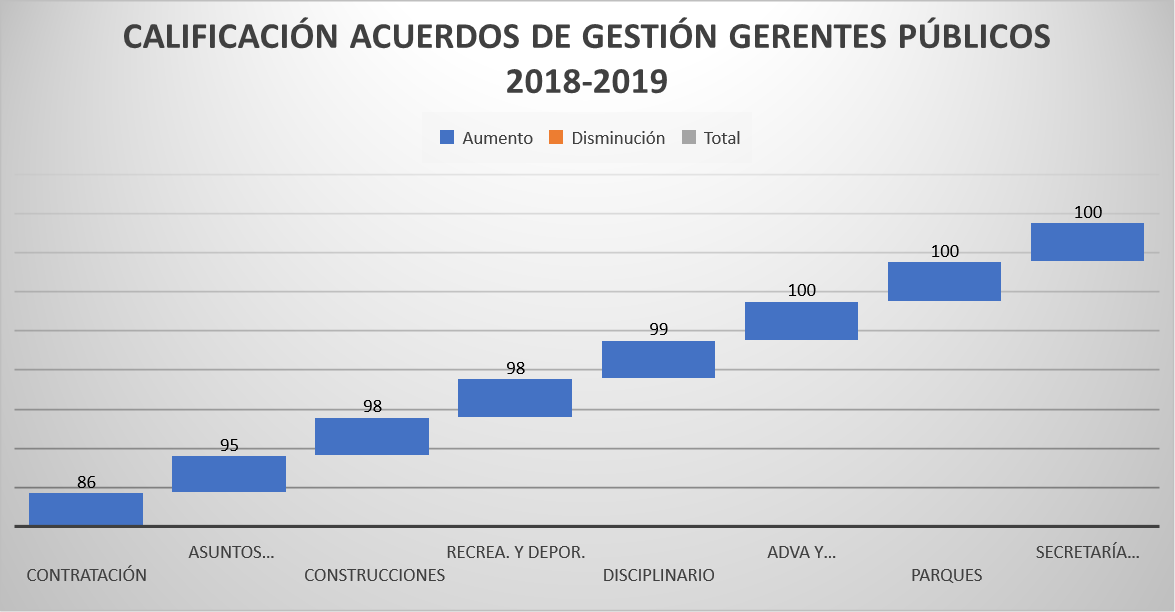 CALIFICACIÓN ACUERDOS DE GESTIÓN GERENTES PÚBLICOS
2018-2019
Aumento Disminución Total
100
100
100
99
98
98
95
86
ASUNTOS... RECREA. Y DEPOR. ADVA Y... SECRETARÍA...
CONTRATACIÓN CONSTRUCCIONES DISCIPLINARIO PARQUES